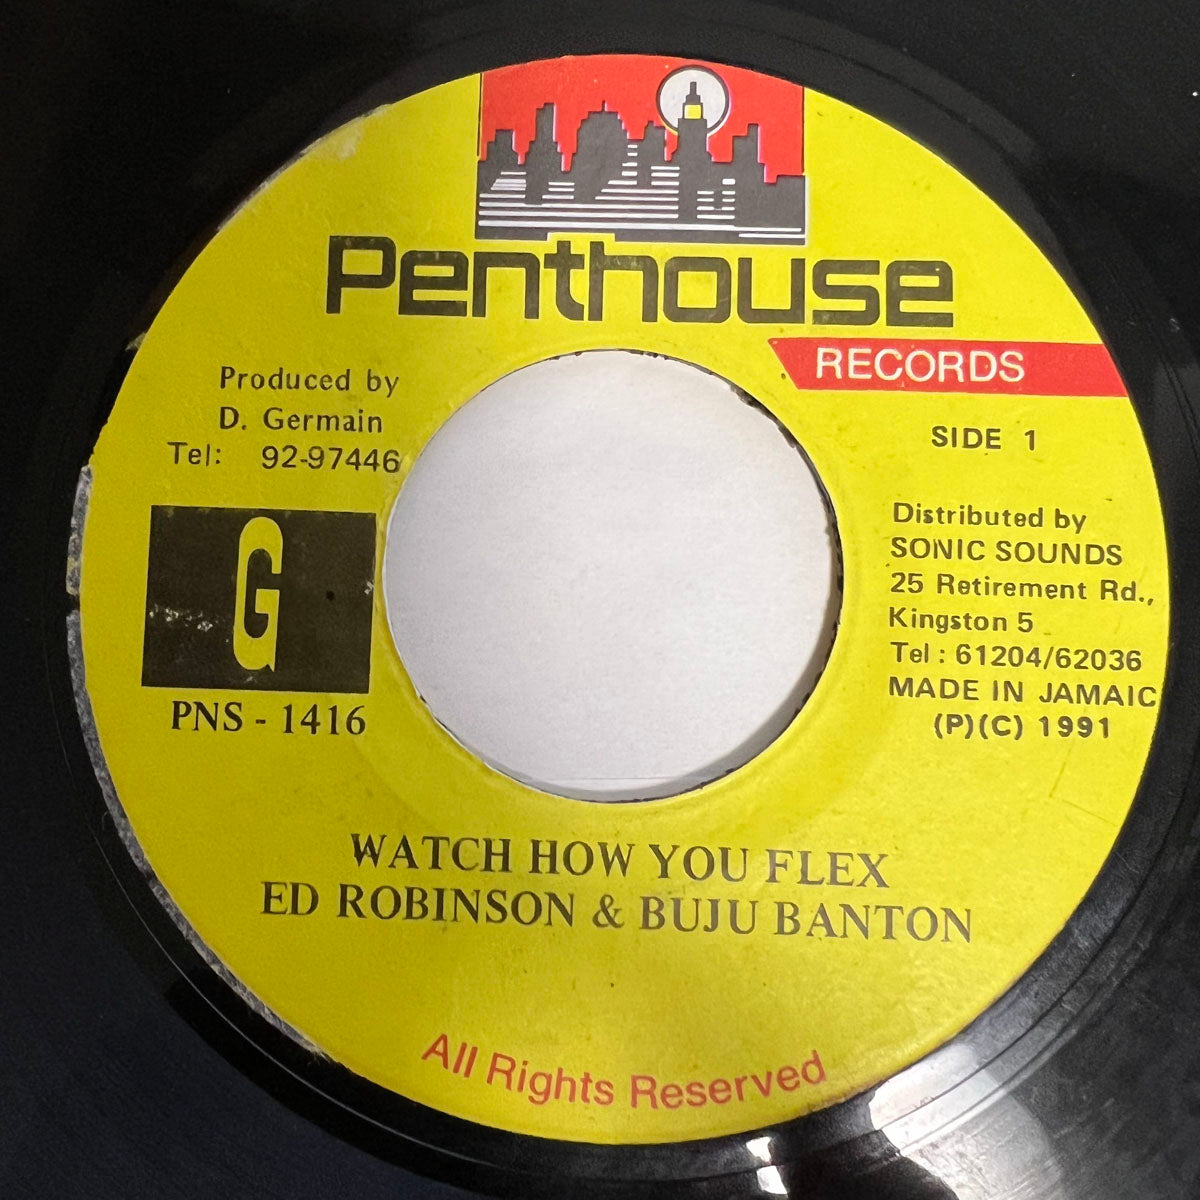 Penthouse
RECORDS
Produced by
D. Germain
Tel: 92-97446
SIDE 1
G
PNS - 1416
Distributed by
SONIC SOUNDS
25 Retirement Rd.,
Kingston 5
Tel : 61204/62036
MADE IN JAMAIC
(P)(C) 1991
WATCH HOW YOU FLEX
ED ROBINSON & BUJU BANTON
All Rights Reserved